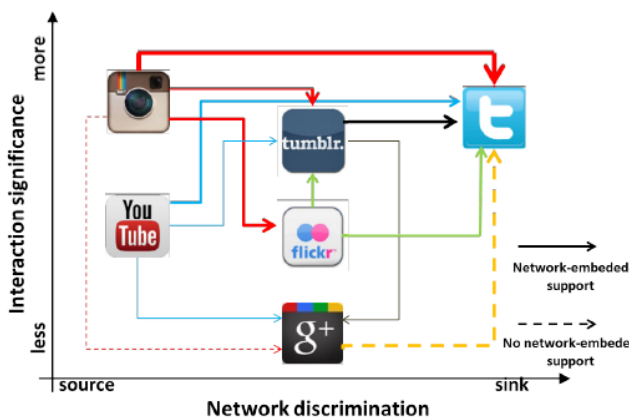 more
Interaction significance
less
tumblr.
t
You
Tube
flickr
g+
Network-embeded
support
No network-embeded
support
source
sink
Network discrimination